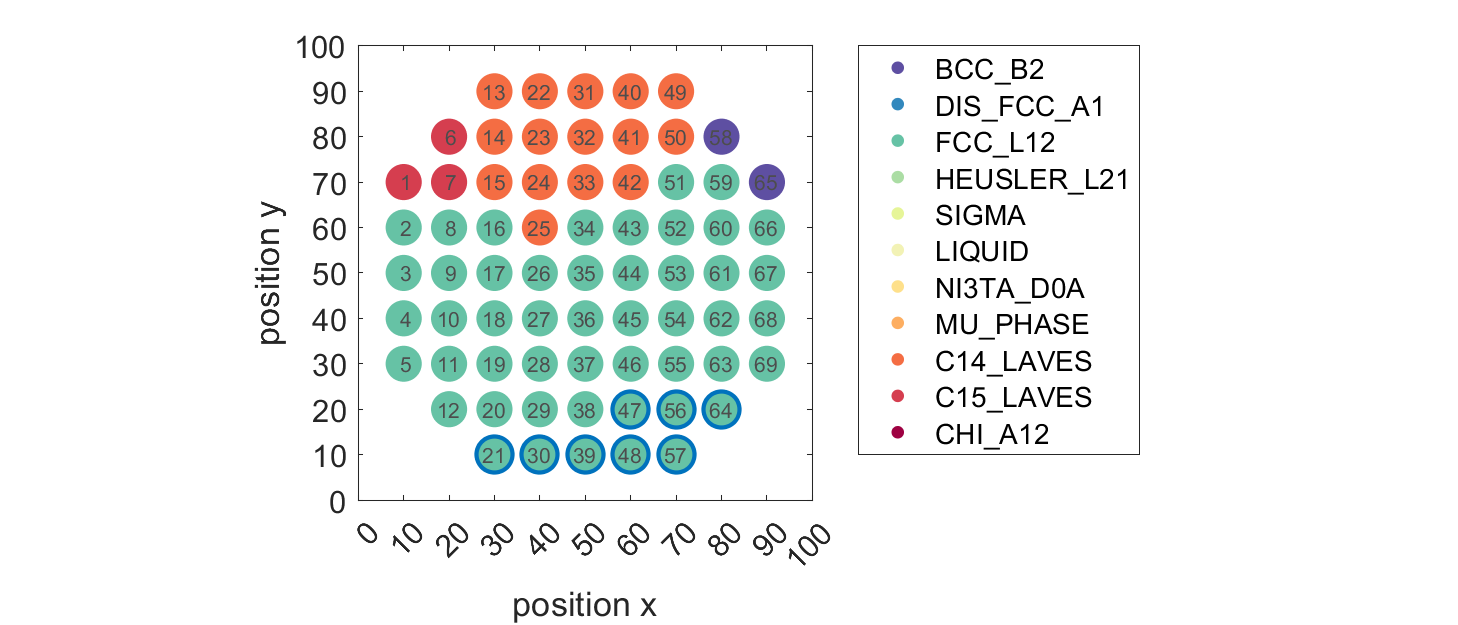 100
90 13 22 31 40 49
80 6 14 23 32 41 50 58
70 1 7 15 24 33 42 51 59 65
60 2 8 16 25 34 43 52 60 66
50 3 9 17 26 35 44 53 61 67
40 4 10 18 27 36 45 54 62 68
30 5 11 19 28 37 46 55 63 69
20 12 20 29 38 47 56 64
10 21 30 39 48 57
0
position y
0 10 20 30 40 50 60 70 80 90 100
position x
BCC_B2
DIS_FCC_A1
FCC_L12
HEUSLER_L21
SIGMA
LIQUID
NI3TA_D0A
MU_PHASE
C14_LAVES
C15_LAVES
CHI_A12